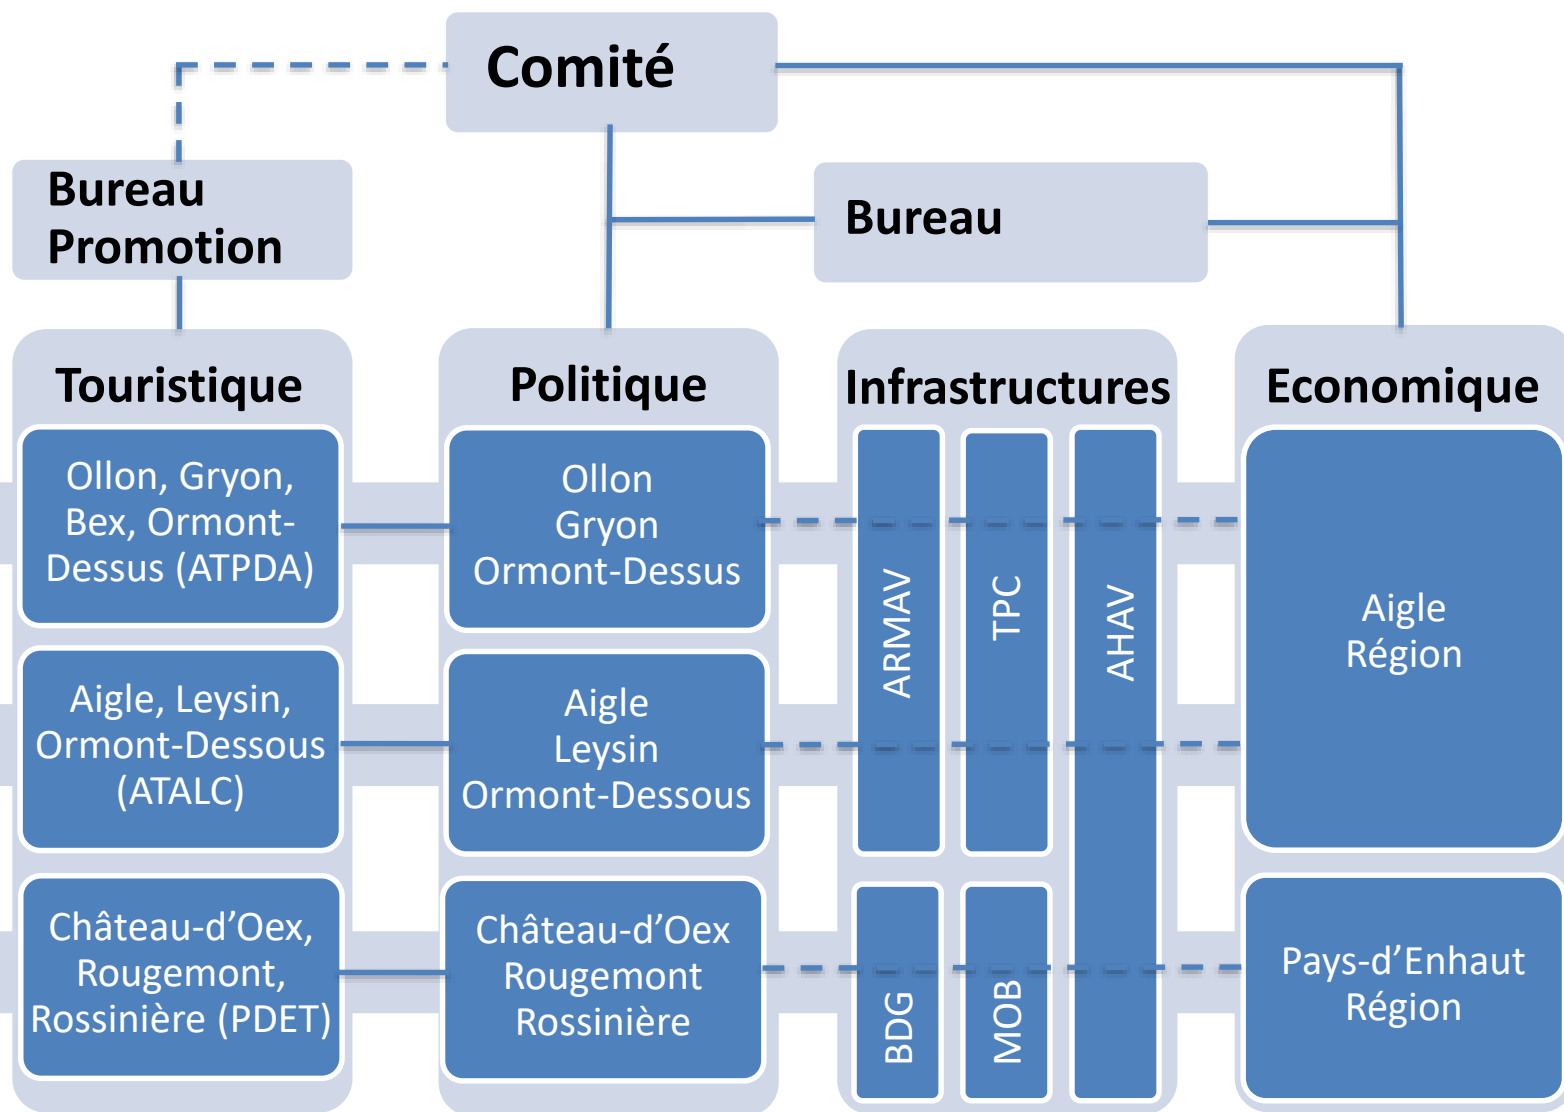 Comité
Bureau
Promotion
Bureau
Touristique
Ollon, Gryon,
Bex, Ormont-
Dessus (ATPDA)
Aigle, Leysin,
Ormont-Dessous
(ATALC)
Château-d’Oex,
Rougemont,
Rossinière (PDET)
Politique
Ollon
Gryon
Ormont-Dessus
Aigle
Leysin
Ormont-Dessous
Château-d’Oex
Rougemont
Rossinière
Infrastructures
ARMAV
TPC
AHAV
BDG
MOB
Economique
Aigle
Région
Pays-d’Enhaut
Région